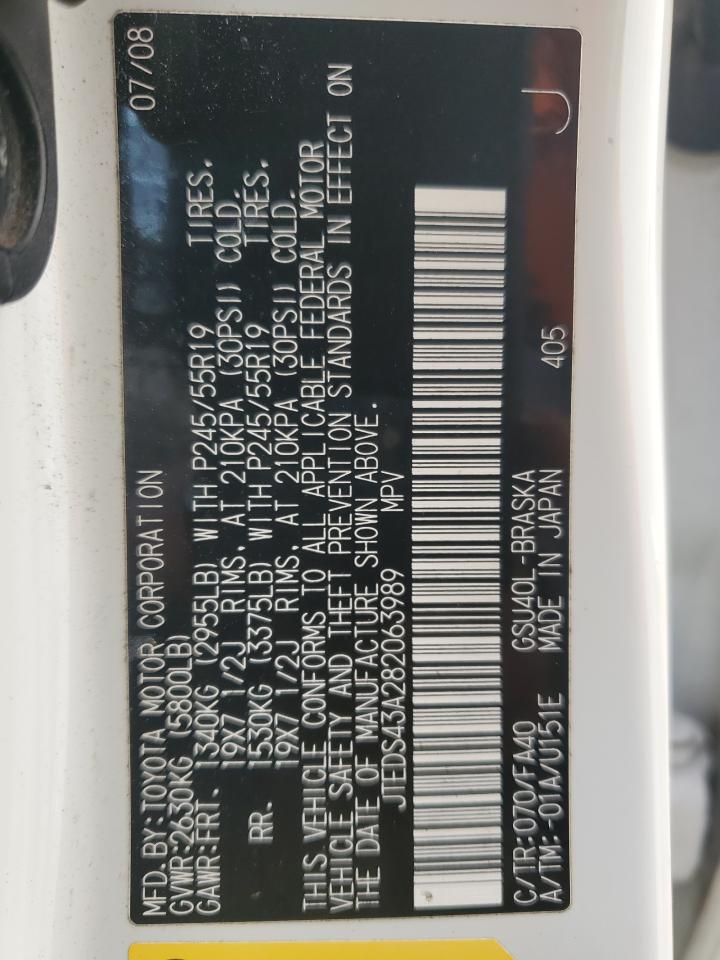 MFD.BY:TOYOTA MOTOR CORPORATION 07/08
GVWR:2630KG (5800LB)
GAWR:FRT. 1340KG (2955LB) WITH P245/55R19 TIRES,
19X7 1/2J RIMS, AT 210KPA (30PSI) COLD.
RR. 1530KG (3375LB) WITH P245/55R19 TIRES,
19X7 1/2J RIMS, AT 210KPA (30PSI) COLD.
THIS VEHICLE CONFORMS TO ALL APPLICABLE FEDERAL MOTOR
VEHICLE SAFETY AND THEFT PREVENTION STANDARDS IN EFFECT ON
THE DATE OF MANUFACTURE SHOWN ABOVE.
JTEDS43A282063989 MPV
C/TR:070/FA40 GSU40L-BRASKA
A/TM:-01A/U151E MADE IN JAPAN 405 J